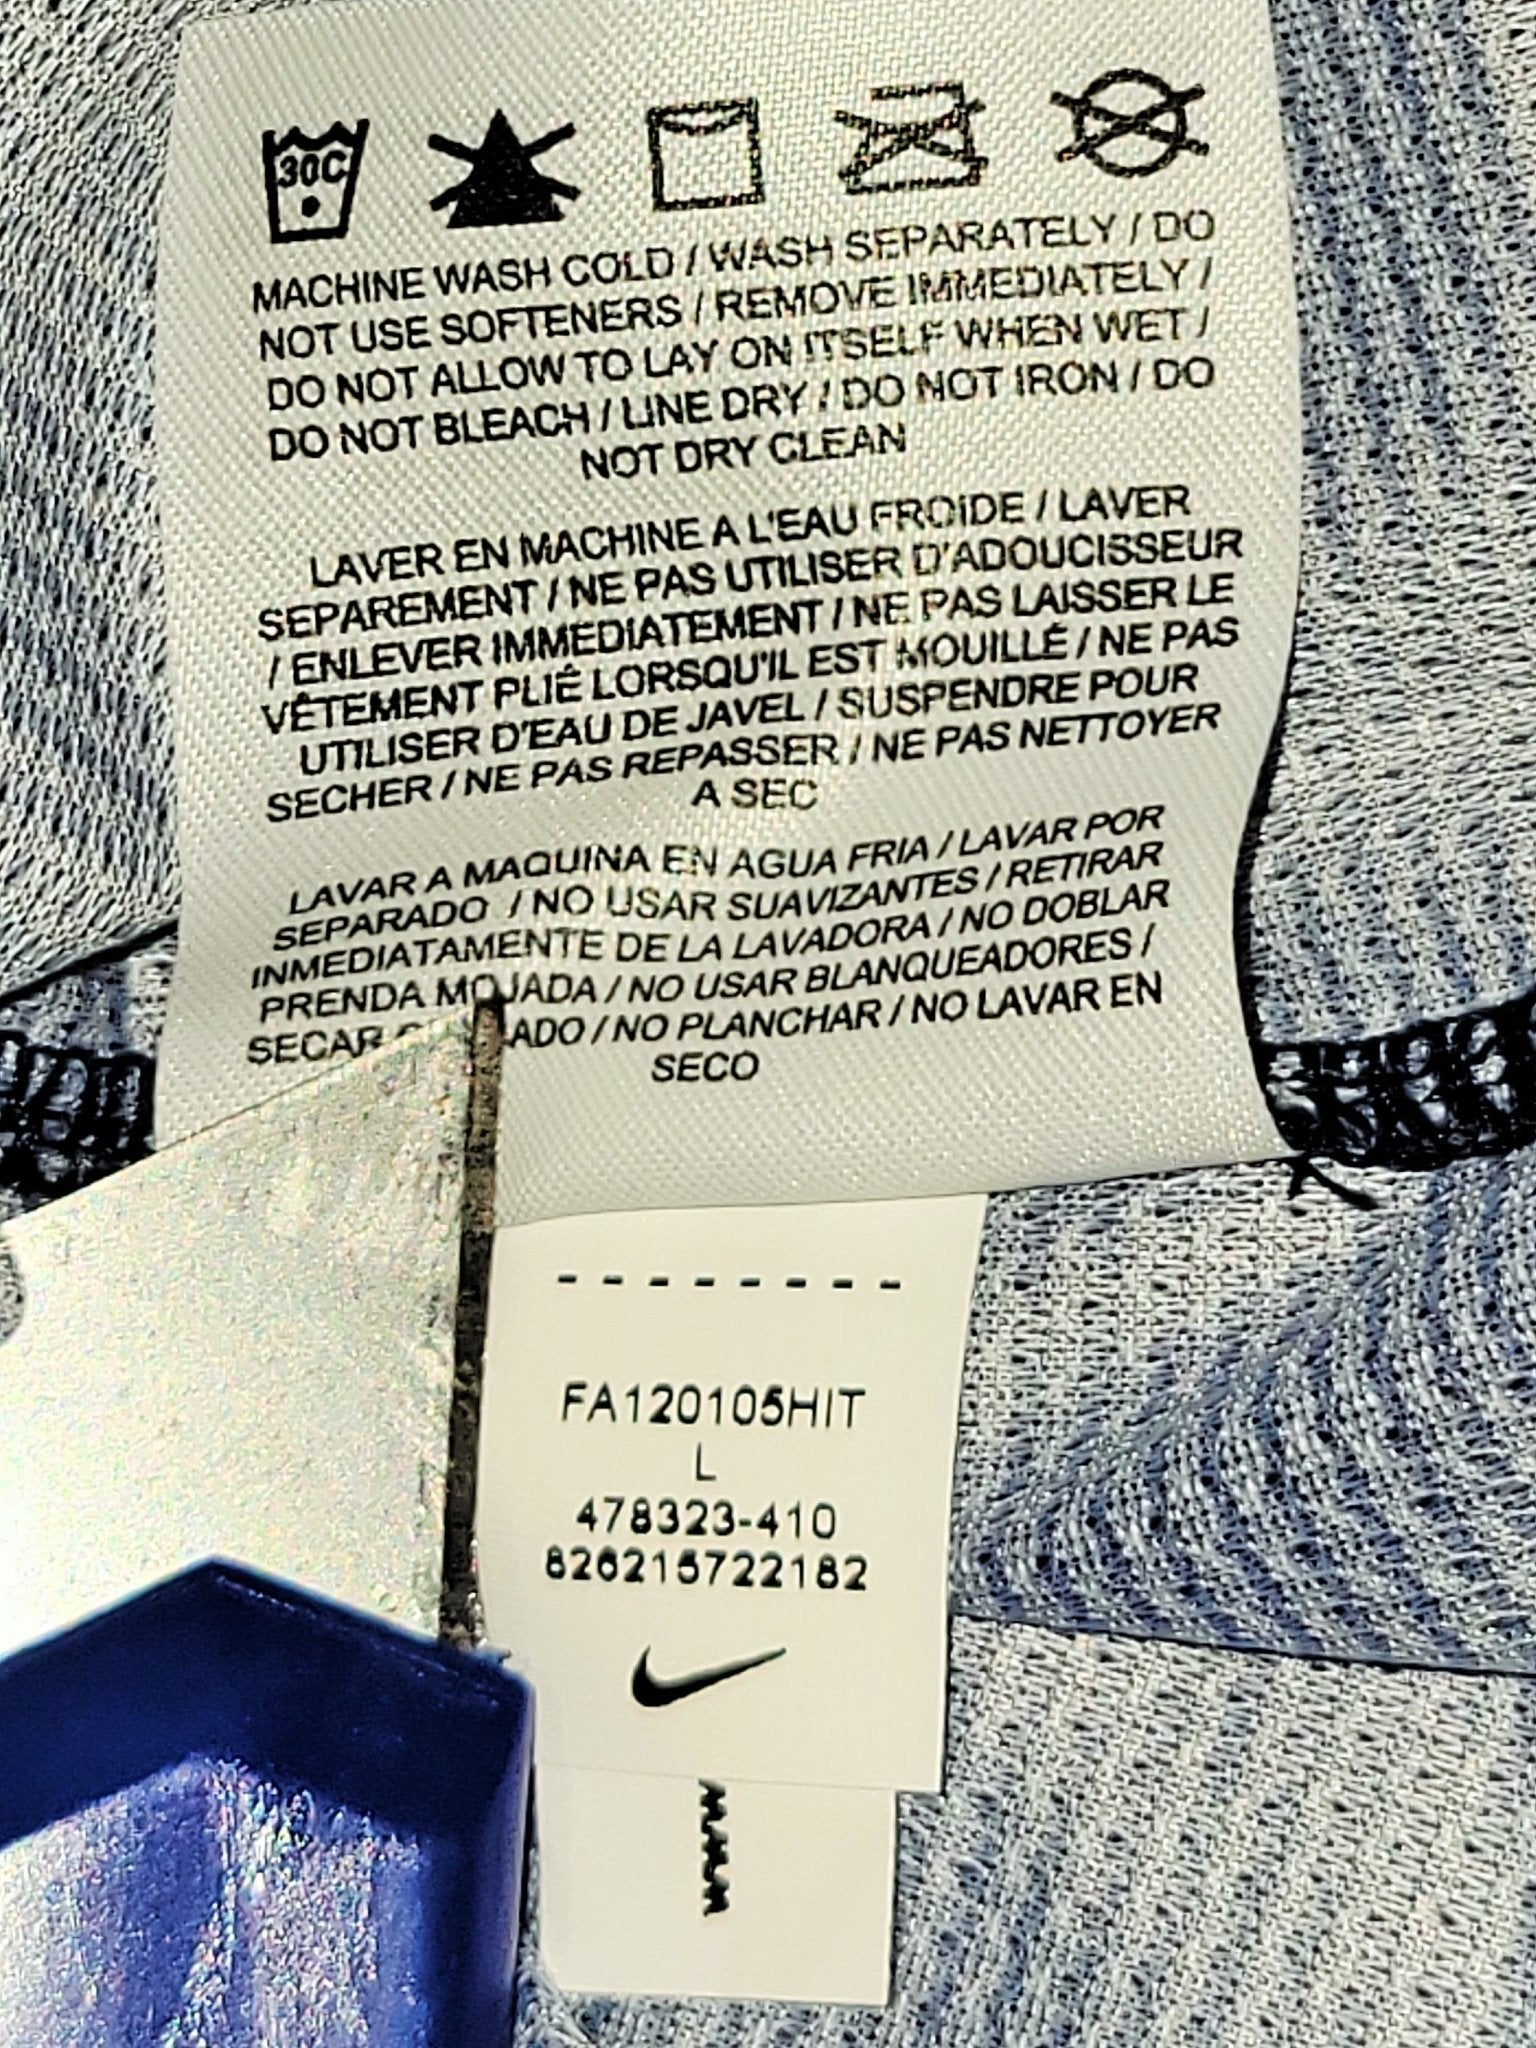 30C
MACHINE WASH COLD / WASH SEPARATELY / DO
NOT USE SOFTENERS / REMOVE IMMEDIATELY /
DO NOT ALLOW TO LAY ON ITSELF WHEN WET /
DO NOT BLEACH / LINE DRY / DO NOT IRON / DO
NOT DRY CLEAN
LAVER EN MACHINE A L'EAU FROIDE / LAVER
SEPAREMENT / NE PAS UTILISER D'ADOUCISSEUR
/ ENLEVER IMMEDIATEMENT / NE PAS LAISSER LE
VÊTEMENT PLIÉ LORSQU'IL EST MOUILLÉ / NE PAS
UTILISER D'EAU DE JAVEL / SUSPENDRE POUR
SECHER / NE PAS REPASSER / NE PAS NETTOYER
A SEC
LAVAR A MAQUINA EN AGUA FRIA / LAVAR POR
SEPARADO / NO USAR SUAVIZANTES / RETIRAR
INMEDIATAMENTE DE LA LAVADORA / NO DOBLAR
PRENDA MOJADA / NO USAR BLANQUEADORES /
SECAR ADO / NO PLANCHAR / NO LAVAR EN
SECO
--------
FA120105HIT
L
478323-410
826215722182